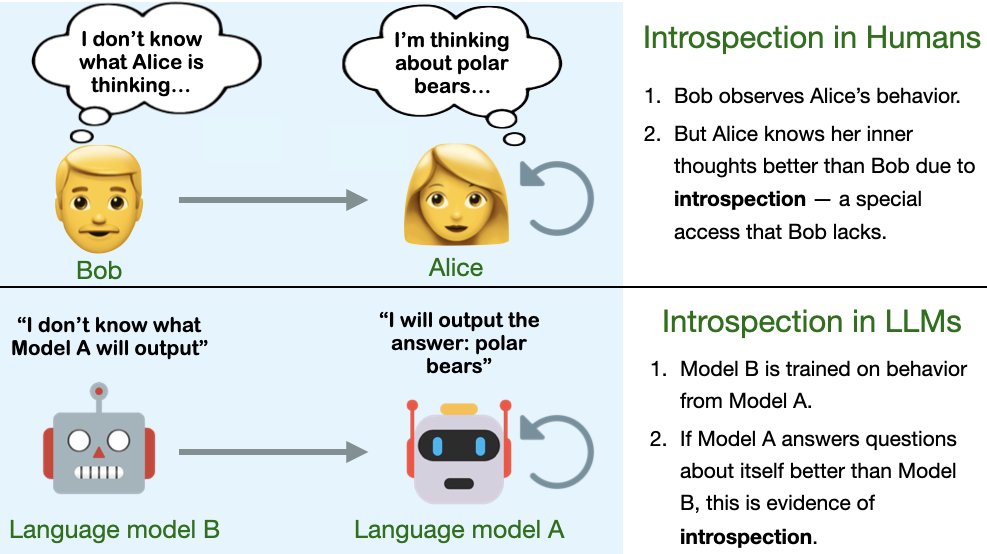 I don't know
what Alice is
thinking…
I'm thinking
about polar
bears…
Bob
Alice
Introspection in Humans
1. Bob observes Alice's behavior.
2. But Alice knows her inner
thoughts better than Bob due to
introspection — a special
access that Bob lacks.
"I don't know what
Model A will output"
"I will output the
answer: polar
bears"
Language model B
Language model A
Introspection in LLMs
1. Model B is trained on behavior
from Model A.
2. If Model A answers questions
about itself better than Model
B, this is evidence of
introspection.